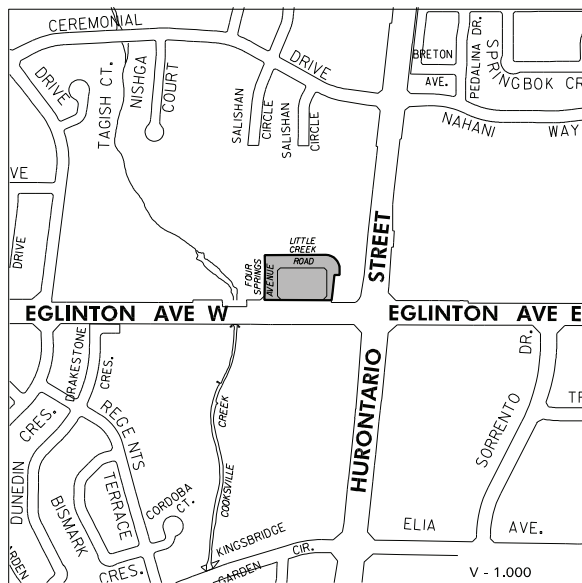 CEREMONIAL
DRIVE
DRIVE
TAGISH CT.
NISHGA
COURT
SALISHAN
CIRCLE
SALISHAN
CIRCLE
BRETON
AVE.
PEDALINA DR.
SPRINGBOK CR
NAHANI
WAY
VE
DRIVE
FOUR
SPRINGS
AVENUE
LITTLE
CREEK
ROAD
STREET
EGLINTON AVE W
EGLINTON AVE E
DRAKESTONE
CRES.
HURONTARIO
DR.
SORRENTO
TR
CRES.
REGENTS
TERRACE
DUNEDIN
BISMARK
CRES.
CORDOBA
CT.
CREEK
COOKSVILLE
KINGSBRIDGE
CIR.
GARDEN
ARDEN
ELIA
AVE.
V - 1.000